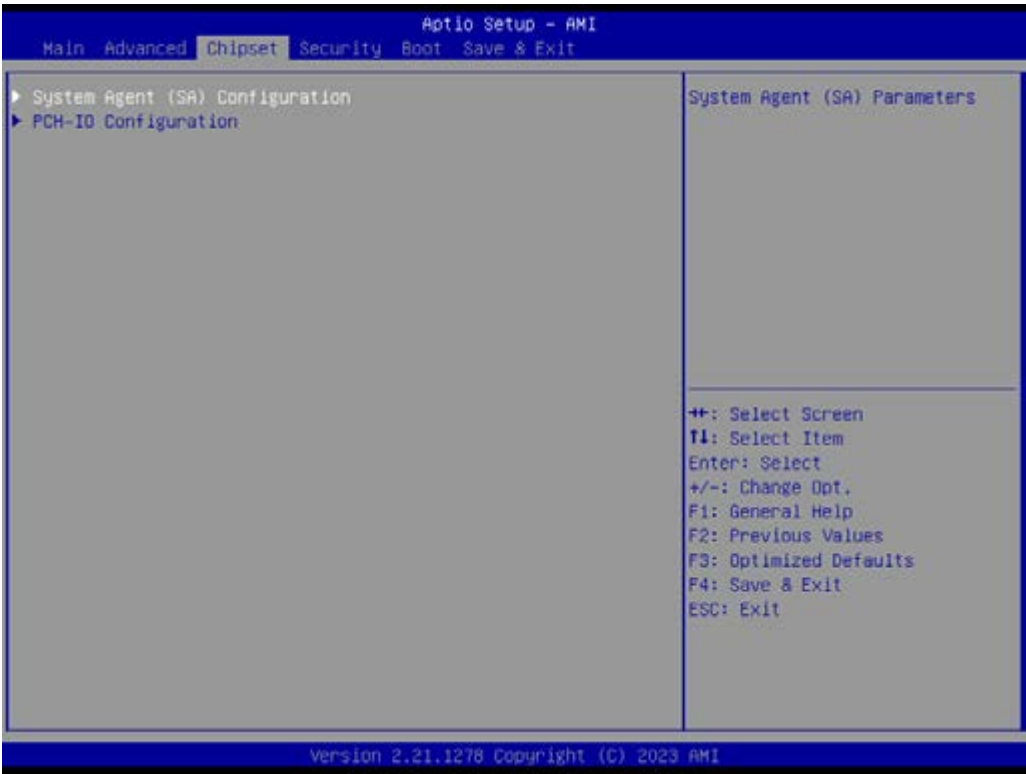 Aptio Setup - AMI
Main Advanced Chipset Security Boot Save & Exit
System Agent (SA) Configuration
PCH-IO Configuration
System Agent (SA) Parameters
→←: Select Screen
↑↓: Select Item
Enter: Select
+/-: Change Opt.
F1: General Help
F2: Previous Values
F3: Optimized Defaults
F4: Save & Exit
ESC: Exit
Version 2.21.1278 Copyright (C) 2023 AMI